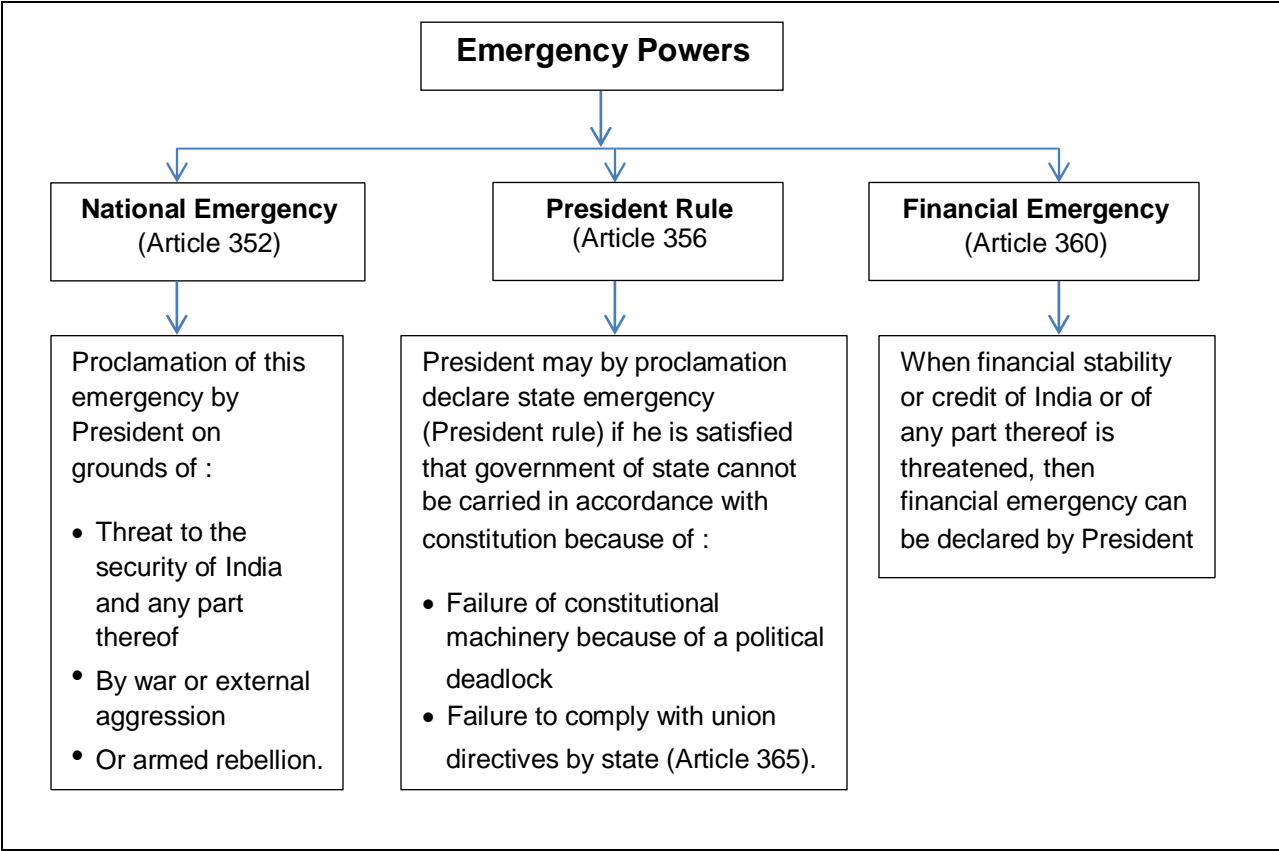 Emergency Powers
National Emergency
(Article 352)
President Rule
(Article 356
Financial Emergency
(Article 360)
Proclamation of this
emergency by
President on
grounds of :
• Threat to the
security of India
and any part
thereof
• By war or external
aggression
• Or armed rebellion.
President may by proclamation
declare state emergency
(President rule) if he is satisfied
that government of state cannot
be carried in accordance with
constitution because of :
• Failure of constitutional
machinery because of a political
deadlock
• Failure to comply with union
directives by state (Article 365).
When financial stability
or credit of India or of
any part thereof is
threatened, then
financial emergency can
be declared by President